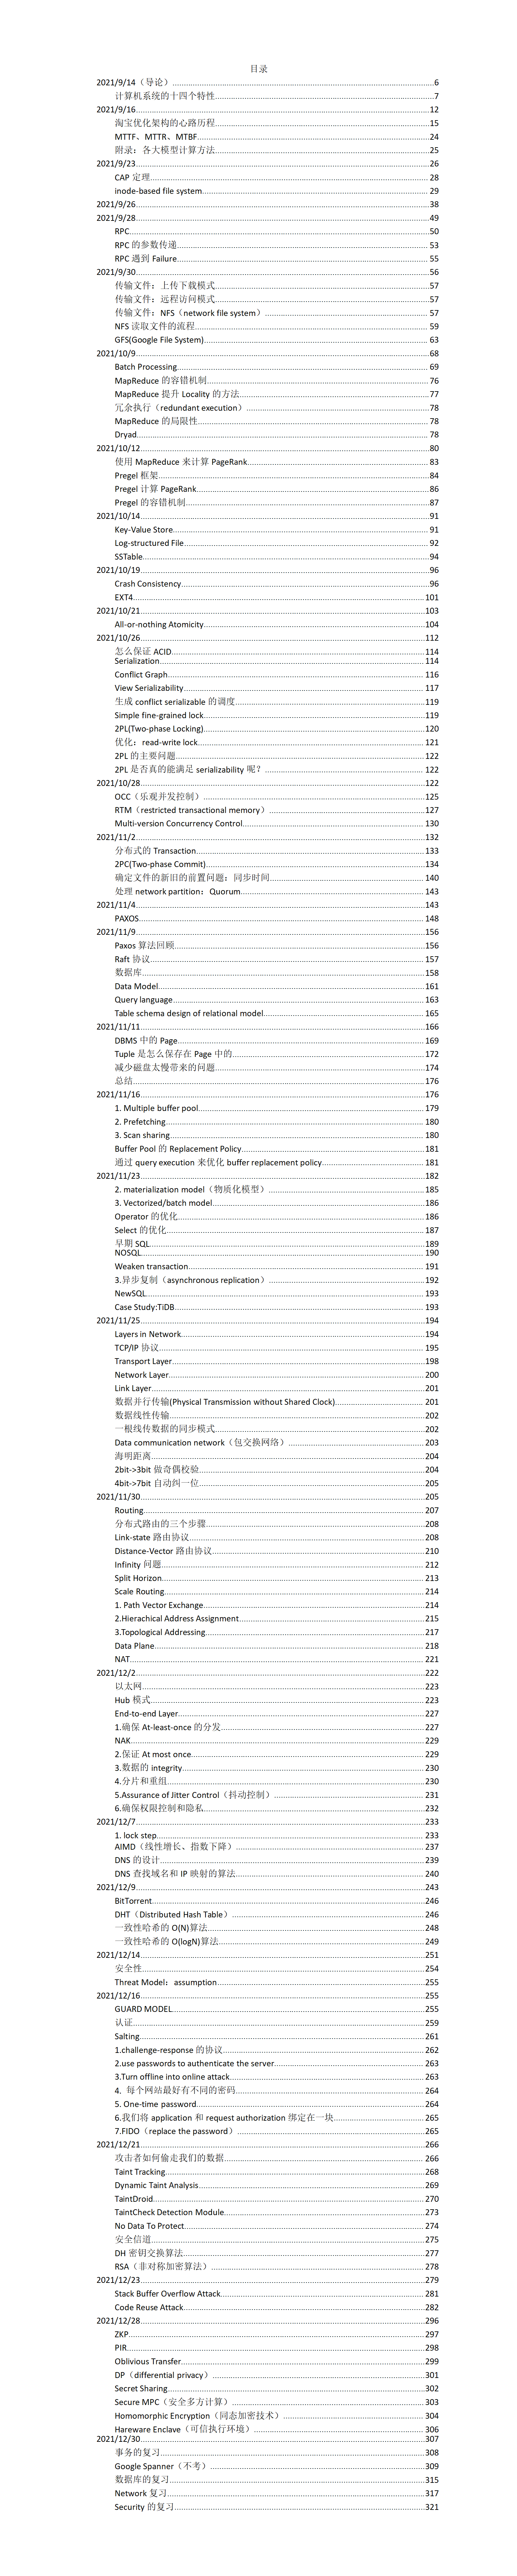 目录
2021/9/14（导论）......6
计算机系统的十四个特性......7
2021/9/16......12
淘宝优化架构的心路历程......15
MTTF、MTTR、MTBF......24
附录：各大模型计算方法......25
2021/9/23......26
CAP 定理......28
inode-based file system......29
2021/9/26......38
2021/9/28......49
RPC......50
RPC 的参数传递......53
RPC 遇到 Failure......55
2021/9/30......56
传输文件：上传下载模式......57
传输文件：远程访问模式......57
传输文件：NFS（network file system）......57
NFS 读取文件的流程......59
GFS(Google File System)......63
2021/10/9......68
Batch Processing......69
MapReduce 的容错机制......76
MapReduce 提升 Locality 的方法......77
冗余执行（redundant execution）......78
MapReduce 的局限性......78
Dryad......78
2021/10/12......80
使用 MapReduce 来计算 PageRank......83
Pregel 框架......84
Pregel 计算 PageRank......86
Pregel 的容错机制......87
2021/10/14......91
Key-Value Store......91
Log-structured File......92
SSTable......94
2021/10/19......96
Crash Consistency......96
EXT4......101
2021/10/21......103
All-or-nothing Atomicity......104
2021/10/26......112
怎么保证 ACID......114
Serialization......114
Conflict Graph......116
View Serializability......117
生成 conflict serializable 的调度......119
Simple fine-grained lock......119
2PL(Two-phase Locking)......120
优化：read-write lock......121
2PL 的主要问题......122
2PL 是否真的能满足 serializability 呢？......122
2021/10/28......122
OCC（乐观并发控制）......125
RTM（restricted transactional memory）......127
Multi-version Concurrency Control......130
2021/11/2......132
分布式的 Transaction......133
2PC(Two-phase Commit)......134
确定文件的新旧的前置问题：同步时间......140
处理 network partition：Quorum......143
2021/11/4......143
PAXOS......148
2021/11/9......156
Paxos 算法回顾......156
Raft 协议......157
数据库......158
Data Model......161
Query language......163
Table schema design of relational model......165
2021/11/11......166
DBMS 中的 Page......169
Tuple 是怎么保存在 Page 中的......172
减少磁盘太慢带来的问题......174
总结......176
2021/11/16......176
1. Multiple buffer pool......179
2. Prefetching......180
3. Scan sharing......180
Buffer Pool 的 Replacement Policy......181
通过 query execution 来优化 buffer replacement policy......181
2021/11/23......182
2. materialization model（物质化模型）......185
3. Vectorized/batch model......186
Operator 的优化......186
Select 的优化......187
早期 SQL......189
NOSQL......190
Weaken transaction......191
3.异步复制（asynchronous replication）......192
NewSQL......193
Case Study:TiDB......193
2021/11/25......194
Layers in Network......194
TCP/IP 协议......195
Transport Layer......198
Network Layer......200
Link Layer......201
数据并行传输(Physical Transmission without Shared Clock)......201
数据线性传输......202
一根线传数据的同步模式......202
Data communication network（包交换网络）......203
海明距离......204
2bit->3bit 做奇偶校验......204
4bit->7bit 自动纠一位......205
2021/11/30......205
Routing......207
分布式路由的三个步骤......208
Link-state 路由协议......208
Distance-Vector 路由协议......210
Infinity 问题......212
Split Horizon......213
Scale Routing......214
1. Path Vector Exchange......214
2.Hierachical Address Assignment......215
3.Topological Addressing......217
Data Plane......218
NAT......221
2021/12/2......222
以太网......223
Hub 模式......223
End-to-end Layer......227
1.确保 At-least-once 的分发......227
NAK......229
2.保证 At most once......229
3.数据的 integrity......230
4.分片和重组......230
5.Assurance of Jitter Control（抖动控制）......231
6.确保权限控制和隐私......232
2021/12/7......233
1. lock step......233
AIMD（线性增长、指数下降）......237
DNS 的设计......239
DNS 查找域名和 IP 映射的算法......240
2021/12/9......243
BitTorrent......246
DHT（Distributed Hash Table）......246
一致性哈希的 O(N)算法......248
一致性哈希的 O(logN)算法......249
2021/12/14......251
安全性......254
Threat Model：assumption......255
2021/12/16......255
GUARD MODEL......255
认证......259
Salting......261
1.challenge-response 的协议......262
2.use passwords to authenticate the server......263
3.Turn offline into online attack......263
4. 每个网站最好有不同的密码......264
5. One-time password......264
6.我们将 application 和 request authorization 绑定在一块......265
7.FIDO（replace the password）......265
2021/12/21......266
攻击者如何偷走我们的数据......266
Taint Tracking......268
Dynamic Taint Analysis......269
TaintDroid......270
TaintCheck Detection Module......273
No Data To Protect......274
安全信道......275
DH 密钥交换算法......277
RSA（非对称加密算法）......278
2021/12/23......279
Stack Buffer Overflow Attack......281
Code Reuse Attack......282
2021/12/28......296
ZKP......297
PIR......298
Oblivious Transfer......299
DP（differential privacy）......301
Secret Sharing......302
Secure MPC（安全多方计算）......303
Homomorphic Encryption（同态加密技术）......304
Hareware Enclave（可信执行环境）......306
2021/12/30......307
事务的复习......308
Google Spanner（不考）......309
数据库的复习......315
Network 复习......317
Security 的复习......321